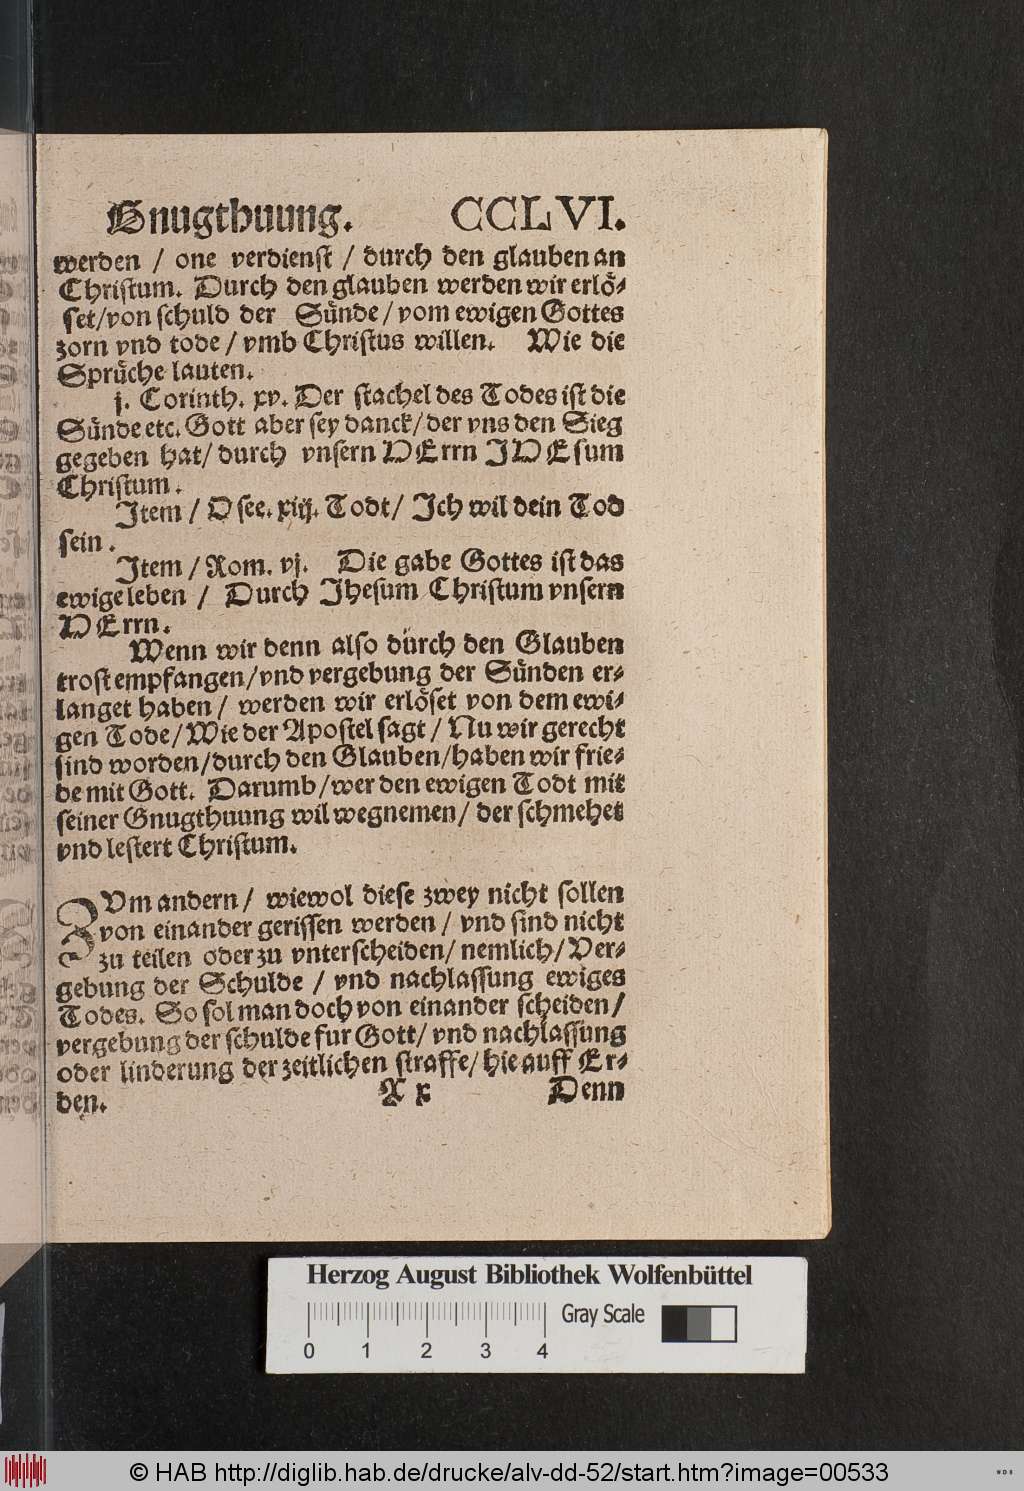 Gnugthuung. CCLVI.
werden / one verdienst / durch den glauben an
Christum. Durch den glauben werden wir erlö-
set/von schuld der Sünde / vom ewigen Gottes
zorn vnd tode / vmb Christus willen. Wie die
Sprüche lauten.
j. Corinth. xv. Der stachel des Todes ist die
Sünde etc. Gott aber sey danck/ der vns den Sieg
gegeben hat/ durch vnsern HErrn JHEsum
Christum.
Item / Osee. xiij. Todt/ Ich wil dein Tod
sein.
Item / Rom. vj. Die gabe Gottes ist das
ewige leben / Durch Jhesum Christum vnsern
HErrn.
Wenn wir denn also durch den Glauben
trost empfangen/vnd vergebung der Sünden er-
langet haben / werden wir erlöset von dem ewi-
gen Tode/ Wie der Apostel sagt / Nu wir gerecht
sind worden/durch den Glauben/haben wir frie-
de mit Gott. Darumb/wer den ewigen Todt mit
seiner Gnugthuung wil wegnemen/ der schmehet
vnd lestert Christum.
ZVm andern / wiewol diese zwey nicht sollen
von einander gerissen werden / vnd sind nicht
zu teilen oder zu vnterscheiden/ nemlich/ Ver-
gebung der Schulde / vnd nachlassung ewiges
Todes. So sol man doch von einander scheiden/
vergebung der schulde fur Gott/ vnd nachlassung
oder linderung der zeitlichen straffe/ hie auff Er-
den. X x Denn
Herzog August Bibliothek Wolfenbüttel
Gray Scale
0 1 2 3 4
© HAB http://diglib.hab.de/drucke/alv-dd-52/start.htm?image=00533